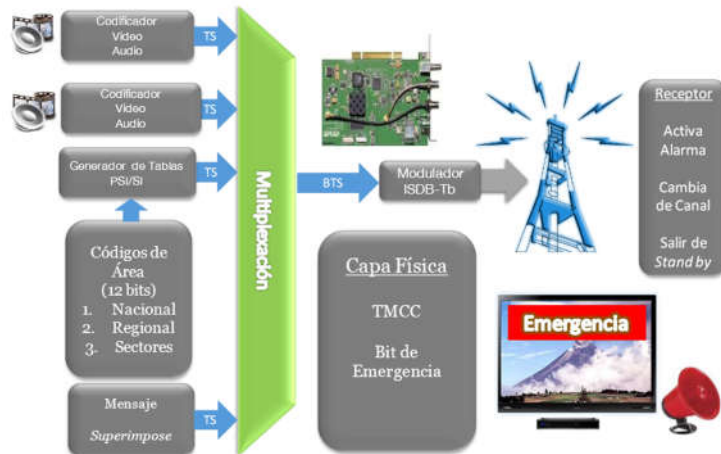 Codificador
Video
Audio
TS
Codificador
Video
Audio
TS
Generador de Tablas
PSI/SI
TS
Códigos de
Área
(12 bits)
1. Nacional
2. Regional
3. Sectores
Mensaje
Superimpose
TS
Multiplexación
BTS
Modulador
ISDB-Tb
Capa Física
TMCC
Bit de
Emergencia
Receptor
Activa
Alarma
Cambia
de Canal
Salir de
Stand by
Emergencia